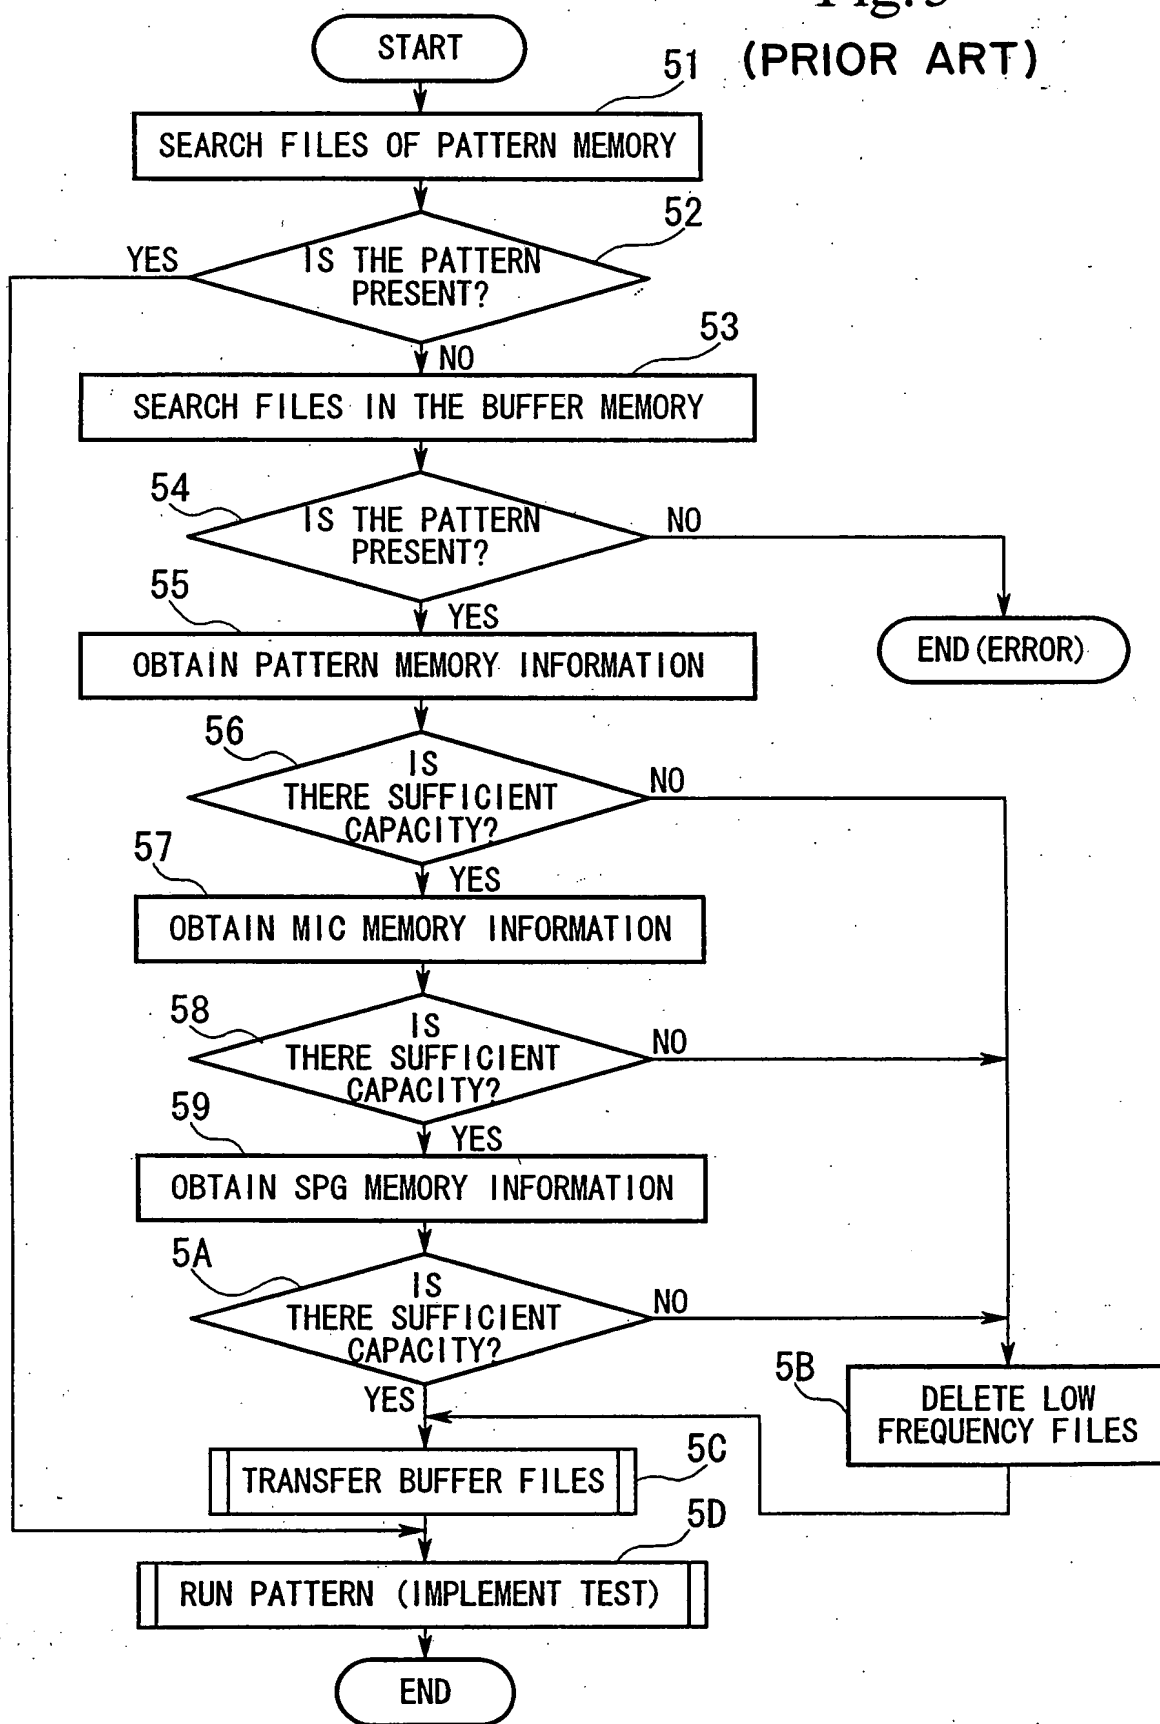 Fig. 5
(PRIOR ART)
START
51
SEARCH FILES OF PATTERN MEMORY
52
YES
IS THE PATTERN
PRESENT?
NO
53
SEARCH FILES IN THE BUFFER MEMORY
54
IS THE PATTERN
PRESENT?
NO
YES
END (ERROR)
55
OBTAIN PATTERN MEMORY INFORMATION
56
IS
THERE SUFFICIENT
CAPACITY?
NO
YES
57
OBTAIN MIC MEMORY INFORMATION
58
IS
THERE SUFFICIENT
CAPACITY?
NO
YES
59
OBTAIN SPG MEMORY INFORMATION
5A
IS
THERE SUFFICIENT
CAPACITY?
NO
YES
5B
DELETE LOW
FREQUENCY FILES
5C
TRANSFER BUFFER FILES
5D
RUN PATTERN (IMPLEMENT TEST)
END